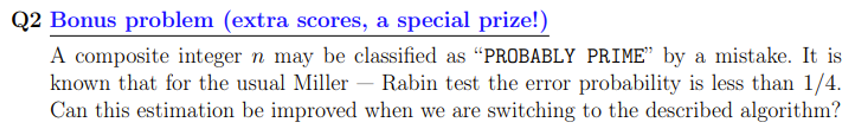 Q2 Bonus problem (extra scores, a special prize!)
A composite integer n may be classified as “PROBABLY PRIME” by a mistake. It is
known that for the usual Miller — Rabin test the error probability is less than 1/4.
Can this estimation be improved when we are switching to the described algorithm?